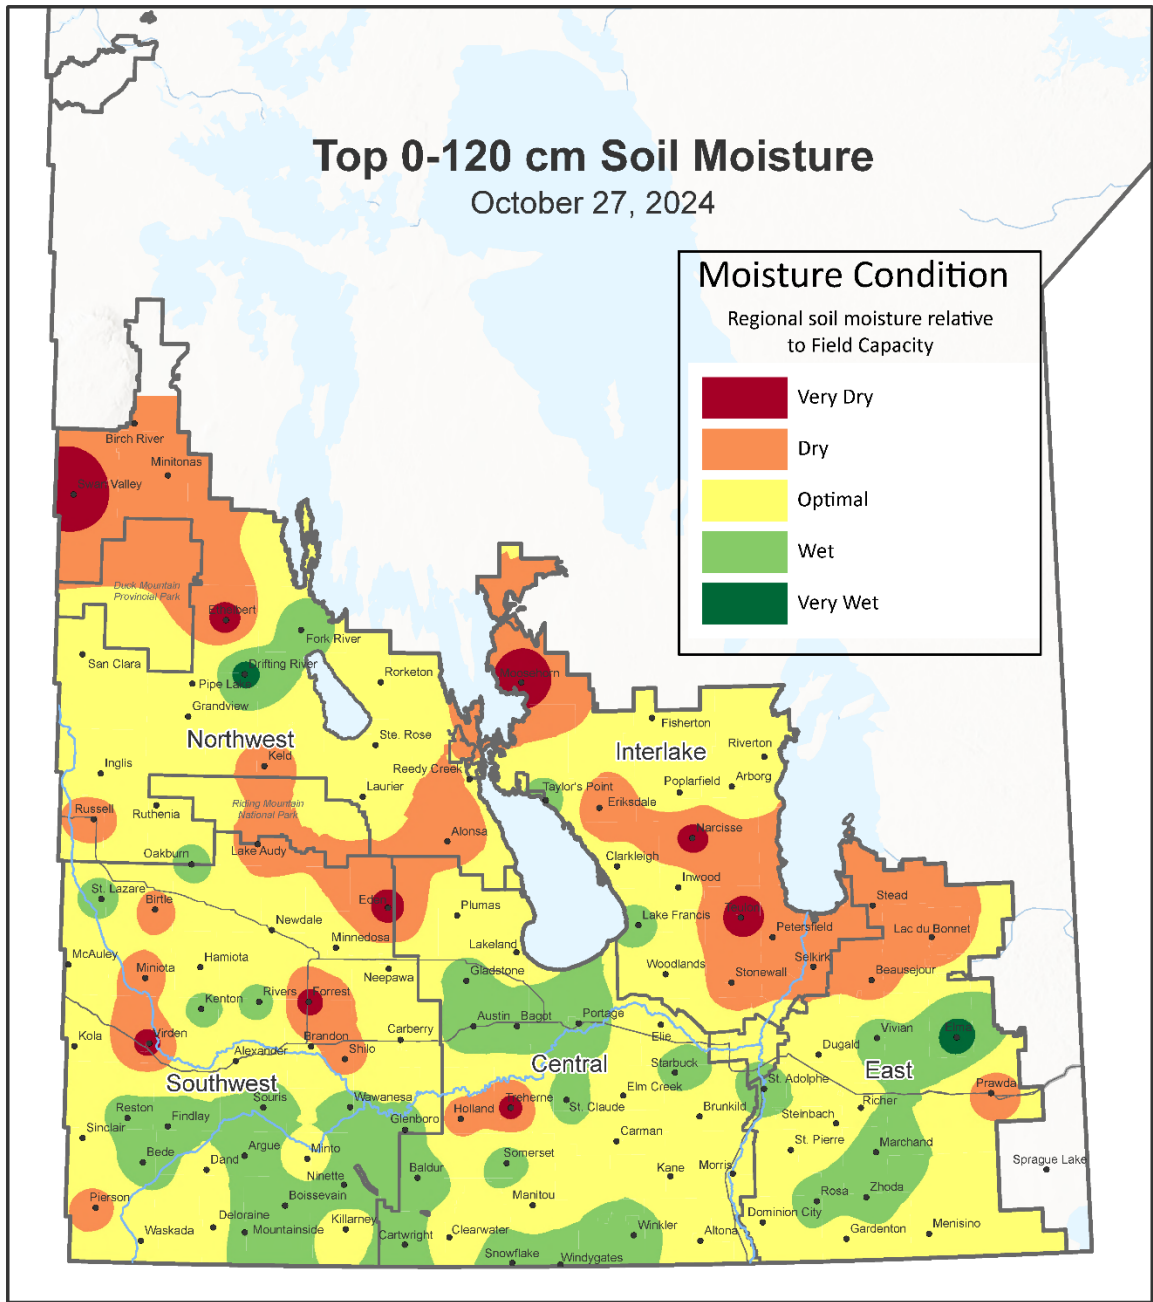 Top 0-120 cm Soil Moisture
October 27, 2024
Moisture Condition
Regional soil moisture relative
to Field Capacity
Very Dry
Dry
Optimal
Wet
Very Wet
Birch River
Minitonas
Valley
Duck Mountain
Provincial Park
Fork River
San Clara
Drifting River
Pipe Lake
Rorketon
Grandview
Fisherton
Northwest
Ste. Rose
Interlake
Riverton
Keld
Inglis
Reedy Creek
Poplarfield
Arborg
Laurier
Taylor's Point
Riding Mountain
National Park
Russell
Ruthenia
Eriksdale
Alonsa
Narcisse
Oakburn
Lake Audy
Clarkleigh
Inwood
St. Lazare
Birtle
Stead
Newdale
Plumas
Lake Francis
Petersfield
Lac du Bonnet
Minnedosa
Lakeland
McAuley
Miniota
Hamiota
Neepawa
Gladstone
Woodlands
Stonewall
Selkirk
Beausejour
Kenton
Rivers
Forrest
Austin
Bagot
Portage
Kola
Virden
Brandon
Carberry
Elie
Vivian
Elma
Alexander
Shilo
Central
Starbuck
Dugald
East
Southwest
Souris
Wawanesa
Holland
Treherne
St. Claude
Elm Creek
St. Adolphe
Prawda
Reston
Findlay
Glenboro
Brunkild
Steinbach
Richer
Sinclair
Argue
Minto
Carman
St. Pierre
Marchand
Bede
Dand
Ninette
Baldur
Somerset
Kane
Morris
Sprague Lake
Pierson
Boissevain
Manitou
Rosa
Zhoda
Deloraine
Killarney
Dominion City
Waskada
Mountainside
Cartwright
Clearwater
Winkler
Altona
Gardenton
Menisino
Snowflake
Windygates